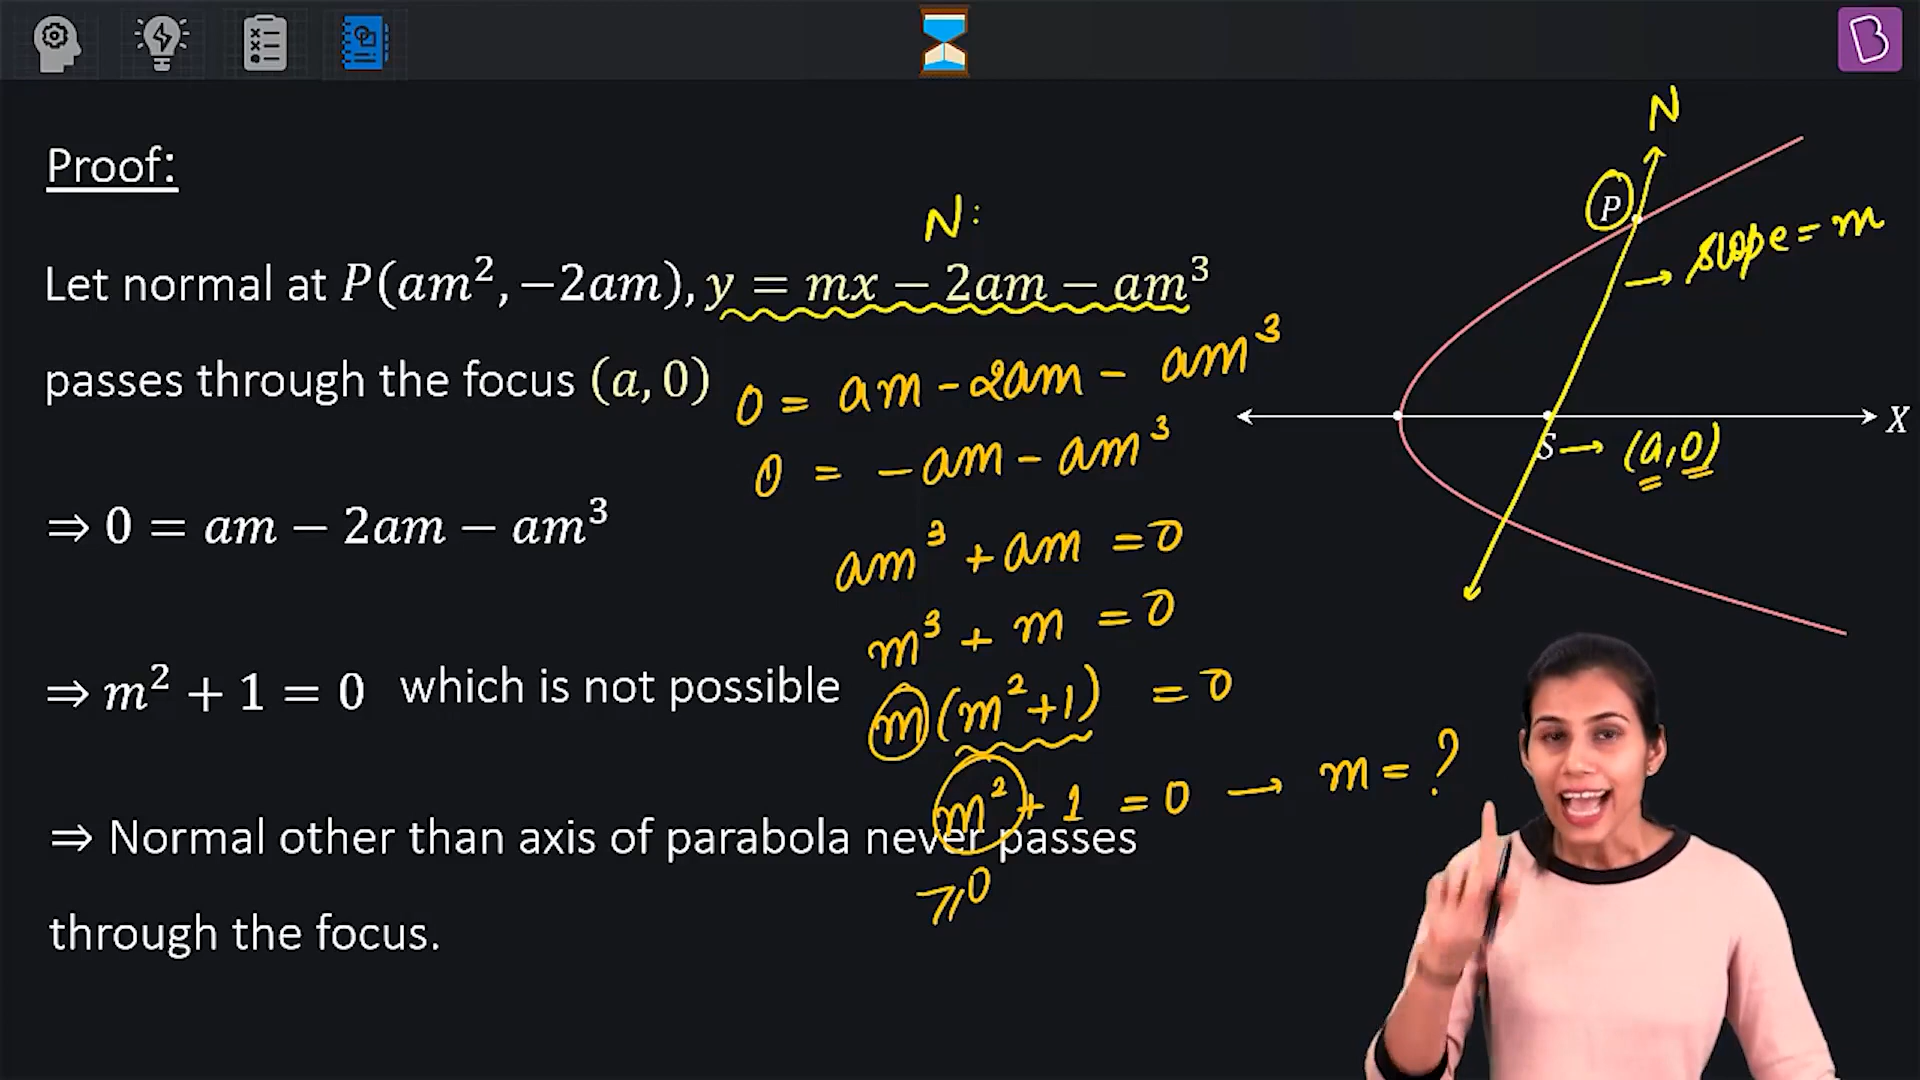 Proof:
N:
Let normal at P(am², −2am), y = mx − 2am − am³
passes through the focus (a, 0)
0 = am - 2am - am³
0 = -am - am³
⇒ 0 = am − 2am − am³
am³ + am = 0
m³ + m = 0
⇒ m² + 1 = 0 which is not possible
m (m²+1) = 0
m² + 1 = 0 → m = ?
⇒ Normal other than axis of parabola never passes
≥0
through the focus.
N
P
→ slope = m
X
S → (a, 0)
B